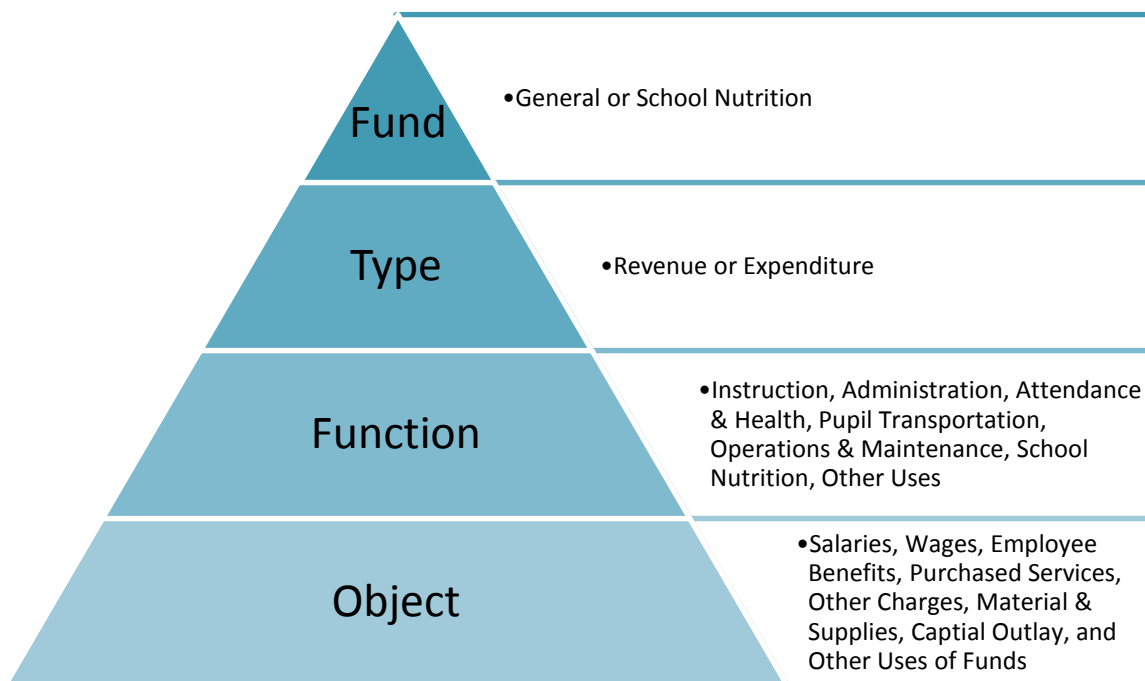 Fund
•General or School Nutrition
Type
•Revenue or Expenditure
Function
•Instruction, Administration, Attendance
& Health, Pupil Transportation,
Operations & Maintenance, School
Nutrition, Other Uses
Object
•Salaries, Wages, Employee
Benefits, Purchased Services,
Other Charges, Material &
Supplies, Captial Outlay, and
Other Uses of Funds